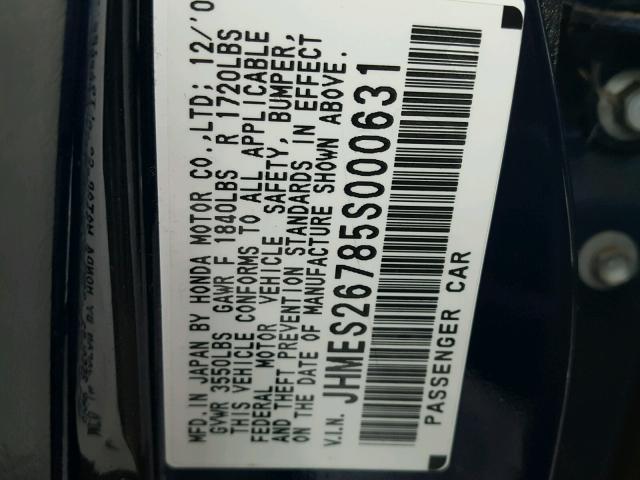 MFD. IN JAPAN BY HONDA MOTOR CO.,LTD; 12/'0
GVWR 3550LBS GAWR F 1840LBS R 1720LBS
THIS VEHICLE CONFORMS TO ALL APPLICABLE
FEDERAL MOTOR VEHICLE SAFETY, BUMPER,
AND THEFT PREVENTION STANDARDS IN EFFECT
ON THE DATE OF MANUFACTURE SHOWN ABOVE.
V.I.N. JHMES26785S000631
PASSENGER CAR